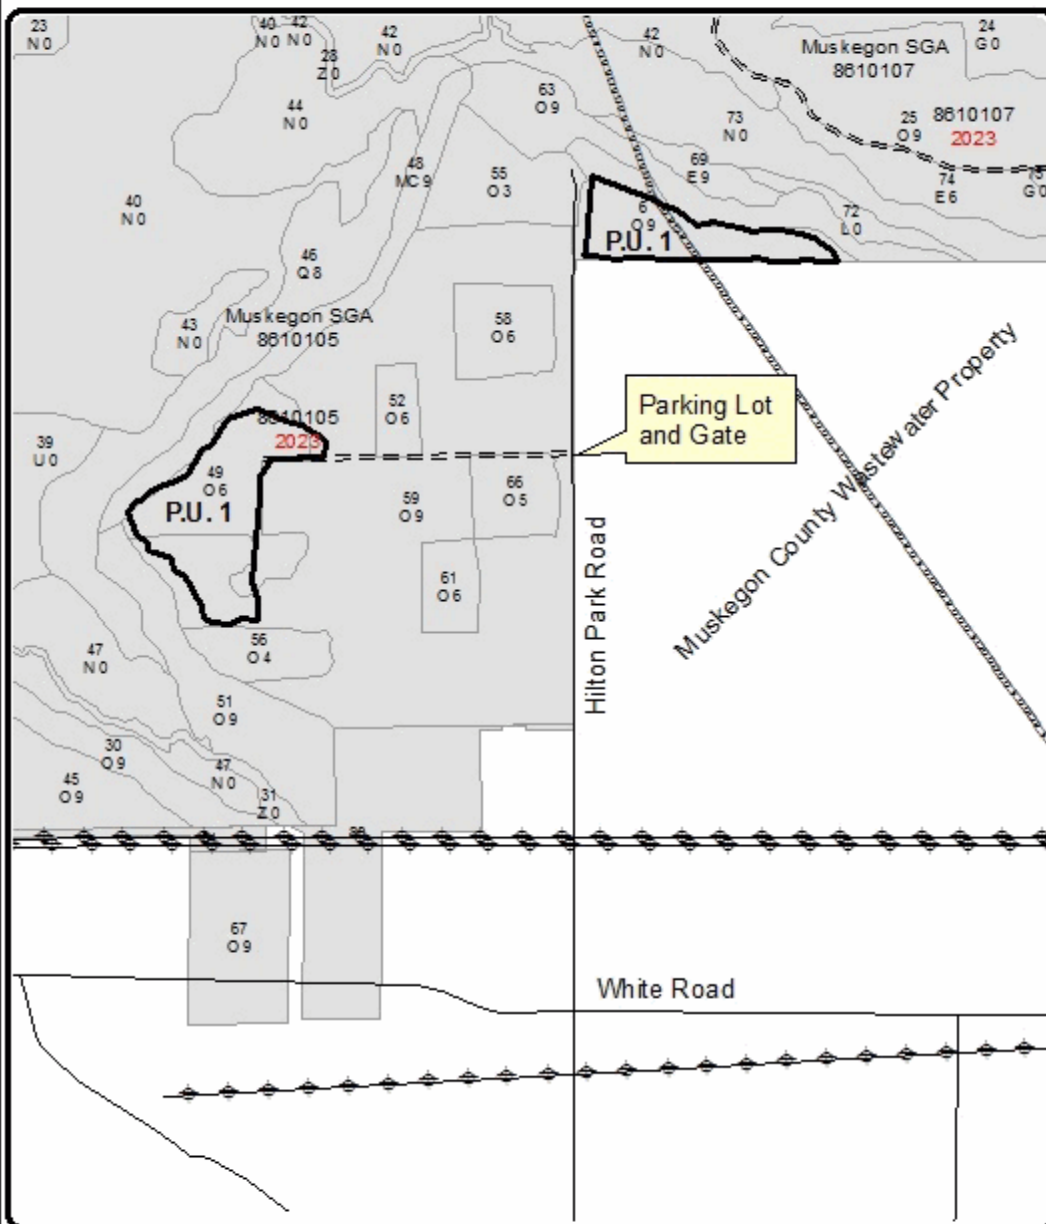 23
N0
40
N0
42
N0
28
Z0
42
N0
42
N0
24
G0
Muskegon SGA
8610107
44
N0
63
O9
73
N0
25
O9
8610107
2023
48
MC9
55
O3
69
E9
74
E6
G0
40
N0
6
O9
P.U. 1
72
L0
46
Q8
43
N0
Muskegon SGA
8610105
58
O6
52
O6
Parking Lot
and Gate
8610105
2023
39
U0
49
O6
P.U. 1
59
O9
66
O5
Muskegon County Wastewater Property
Hilton Park Road
61
O6
56
O4
47
N0
51
O9
30
O9
45
O9
47
N0
31
Z0
67
O9
White Road